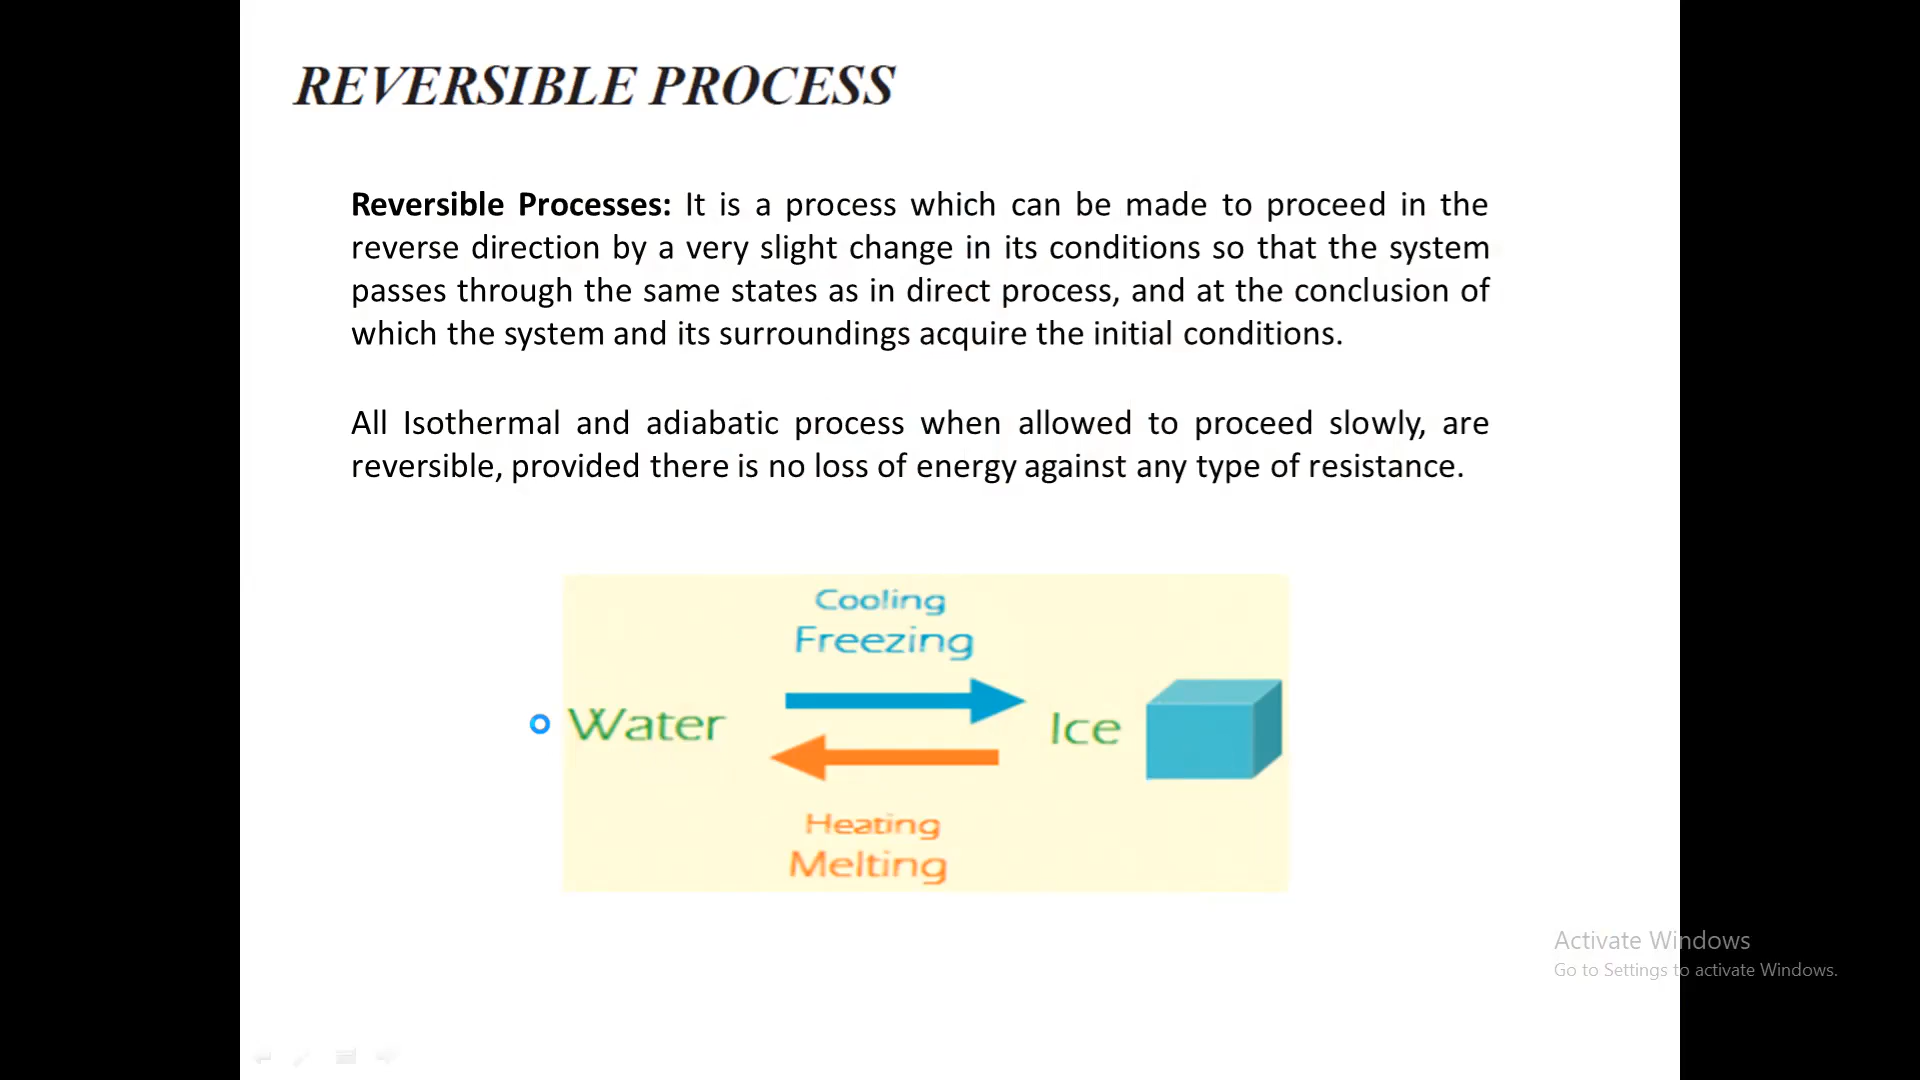 REVERSIBLE PROCESS
Reversible Processes: It is a process which can be made to proceed in the
reverse direction by a very slight change in its conditions so that the system
passes through the same states as in direct process, and at the conclusion of
which the system and its surroundings acquire the initial conditions.
All Isothermal and adiabatic process when allowed to proceed slowly, are
reversible, provided there is no loss of energy against any type of resistance.
Cooling
Freezing
Water
Ice
Heating
Melting
Activate Windows
Go to Settings to activate Windows.